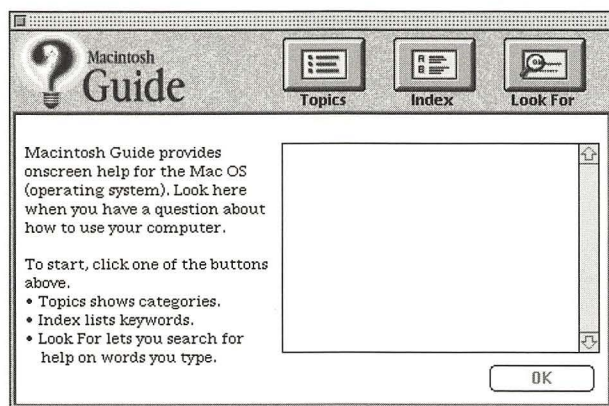 Macintosh
Guide
Topics
Index
Look For
Macintosh Guide provides
onscreen help for the Mac OS
(operating system). Look here
when you have a question about
how to use your computer.
To start, click one of the buttons
above.
• Topics shows categories.
• Index lists keywords.
• Look For lets you search for
help on words you type.
OK